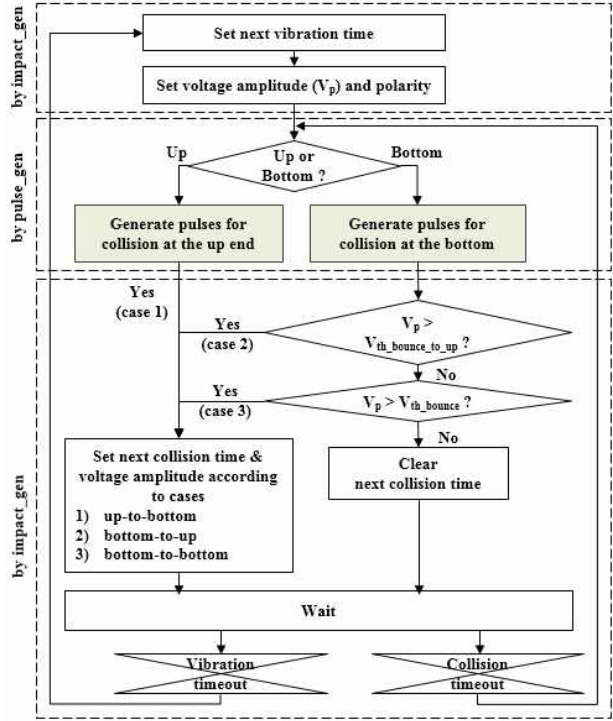 by impact_gen
Set next vibration time
Set voltage amplitude (Vp) and polarity
by pulse_gen
Up
Up or
Bottom ?
Bottom
Generate pulses for
collision at the up end
Generate pulses for
collision at the bottom
by impact_gen
Yes
(case 1)
Yes
(case 2)
Vp >
Vth_bounce_to_up ?
No
Yes
(case 3)
Vp > Vth_bounce ?
No
Set next collision time &
voltage amplitude according
to cases
1) up-to-bottom
2) bottom-to-up
3) bottom-to-bottom
Clear
next collision time
Wait
Vibration
timeout
Collision
timeout